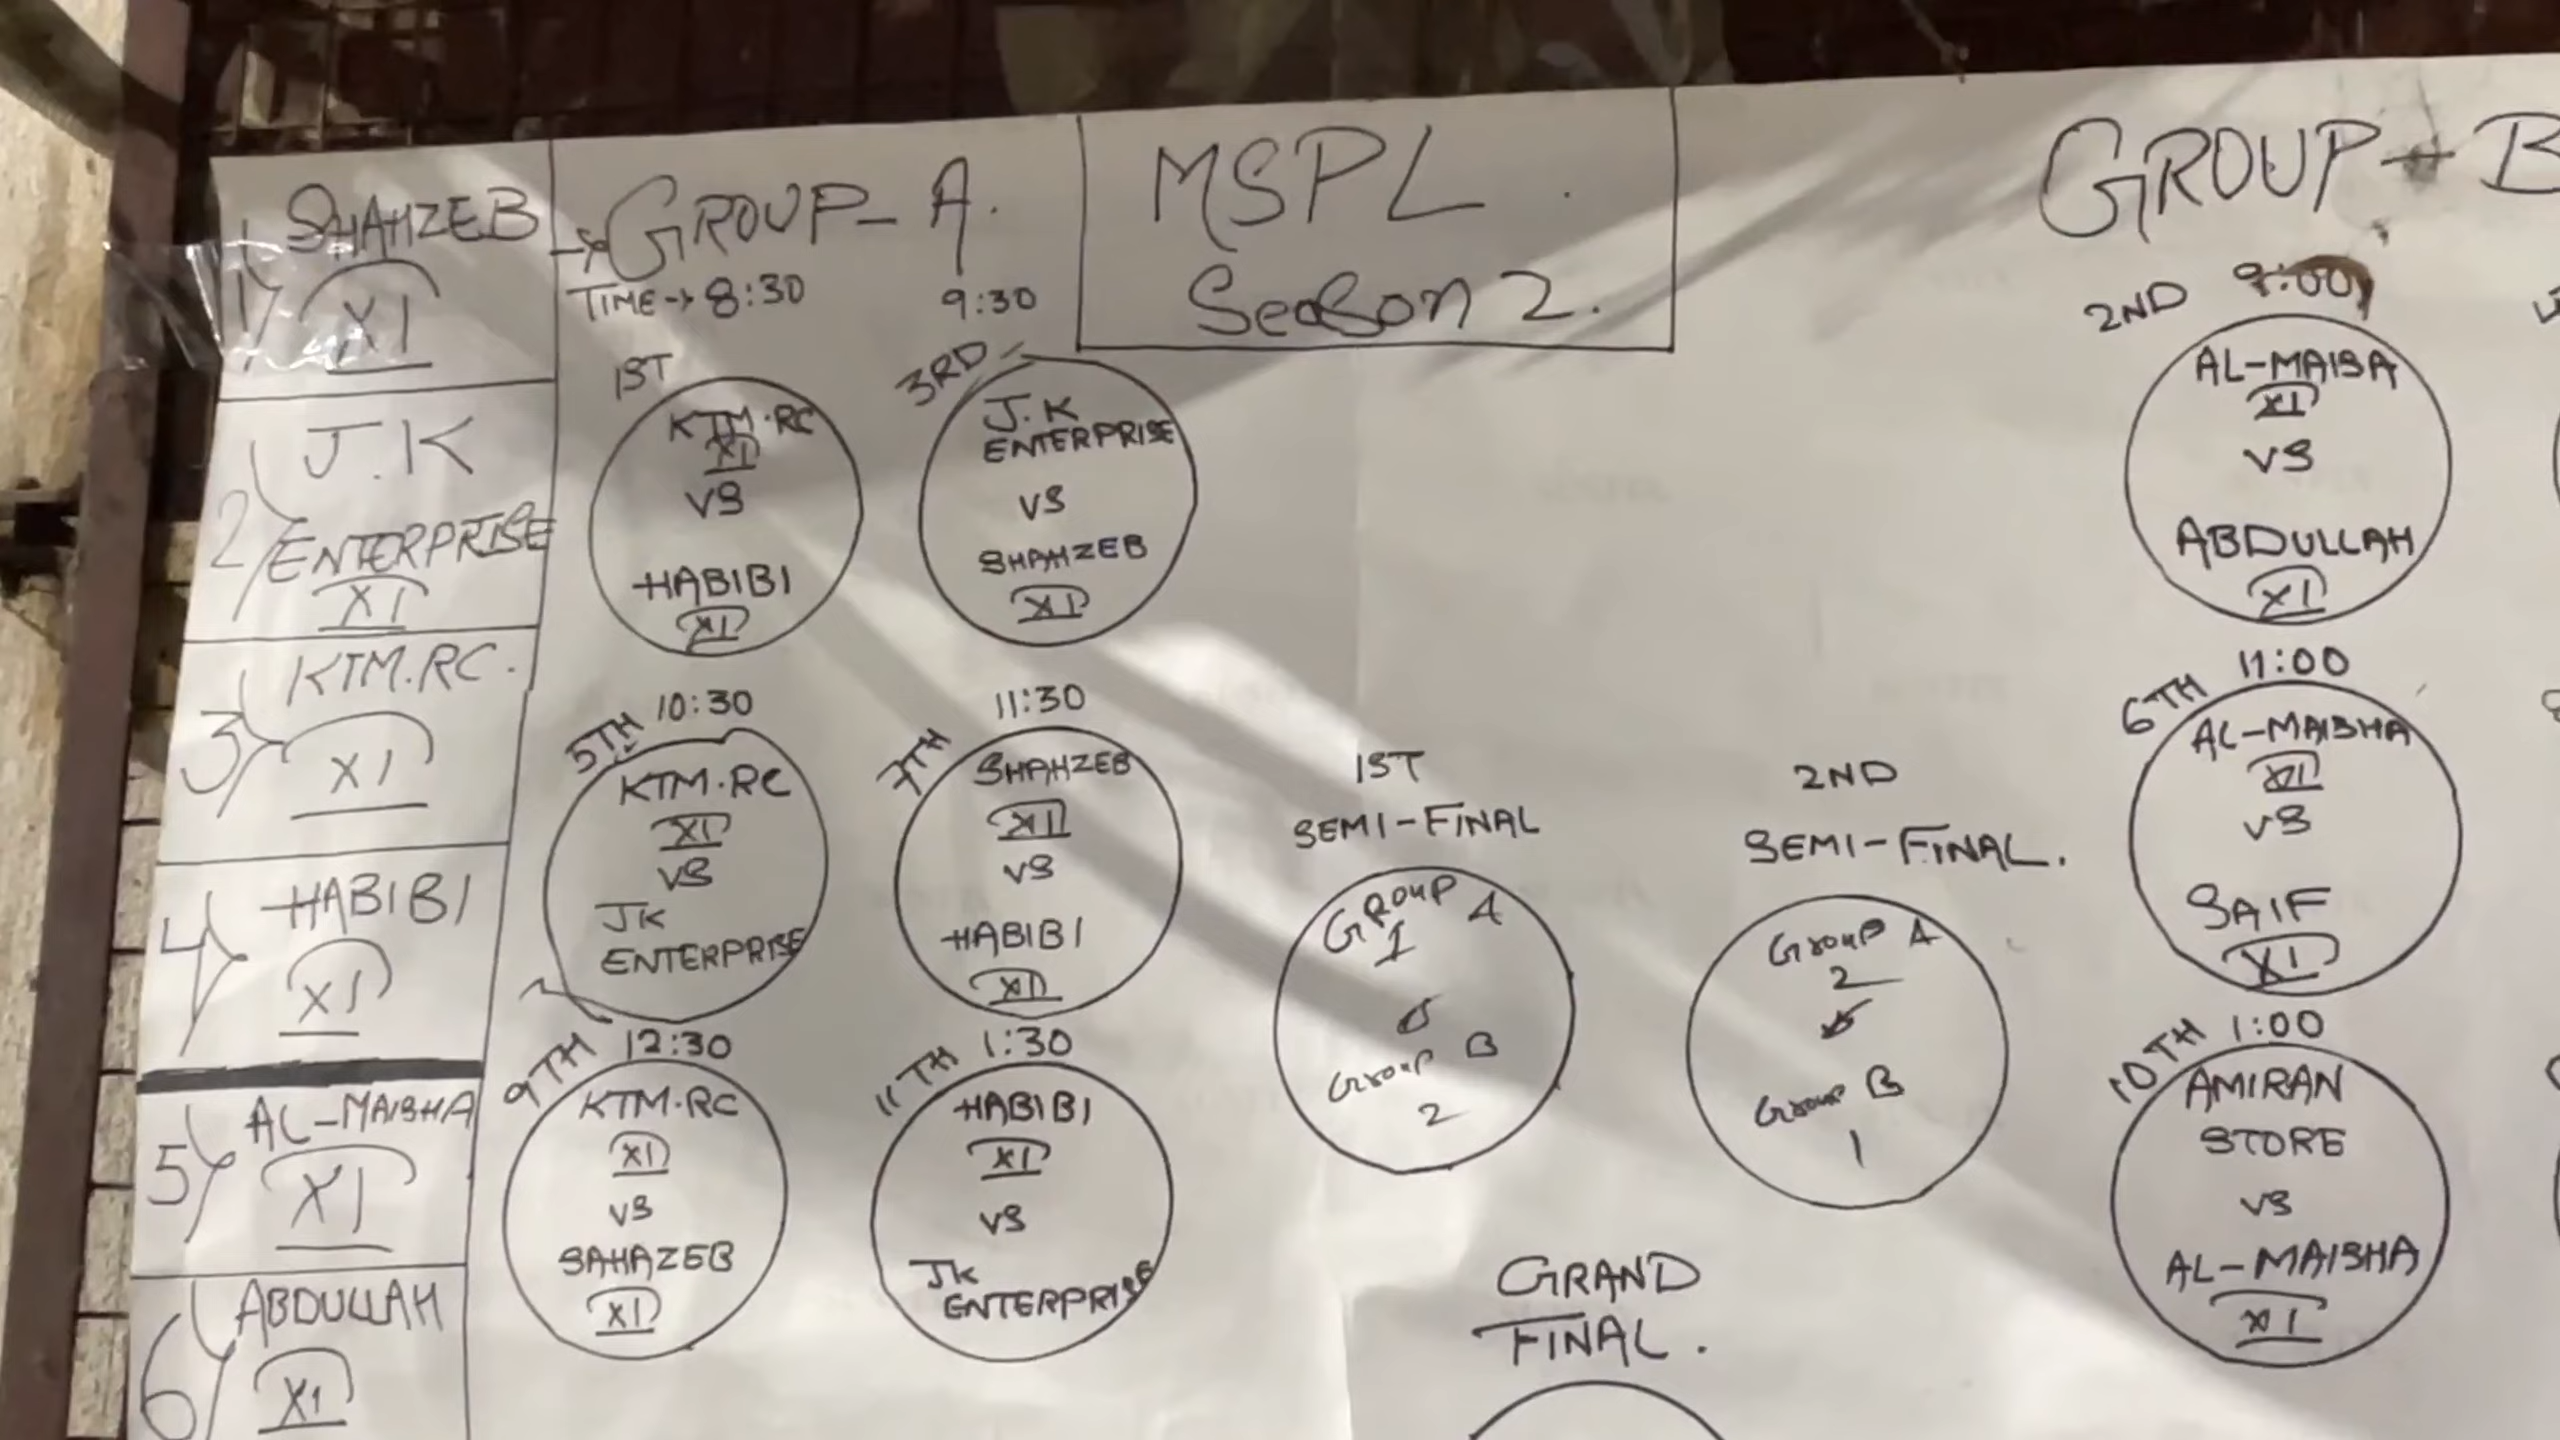 1) SHAHZEB
XI
2) J.K
ENTERPRISE
XI
3) KTM.RC.
XI
4) HABIBI
XI
5) AL-MAISHA
XI
6) ABDULLAH
XI
→ GROUP-A.
TIME → 8:30
9:30
1ST
KTM.RC
XI
VS
HABIBI
XI
3RD
J.K
ENTERPRISE
VS
SHAHZEB
XI
5TH 10:30
KTM.RC
XI
VS
JK
ENTERPRISE
7TH 11:30
SHAHZEB
XI
VS
HABIBI
XI
9TH 12:30
KTM.RC
XI
VS
SAHAZEB
XI
11TH 1:30
HABIBI
XI
VS
JK
ENTERPRISE
MSPL
Season 2.
1ST
SEMI-FINAL
GROUP A
1
Group B
2
2ND
SEMI-FINAL.
Group A
2
Group B
1
GRAND
FINAL.
GROUP - B
2ND 9:00
AL-MAISA
XI
VS
ABDULLAH
XI
6TH 11:00
AL-MAISHA
XI
VS
SAIF
XI
10TH 1:00
AMIRAN
STORE
VS
AL-MAISHA
XI